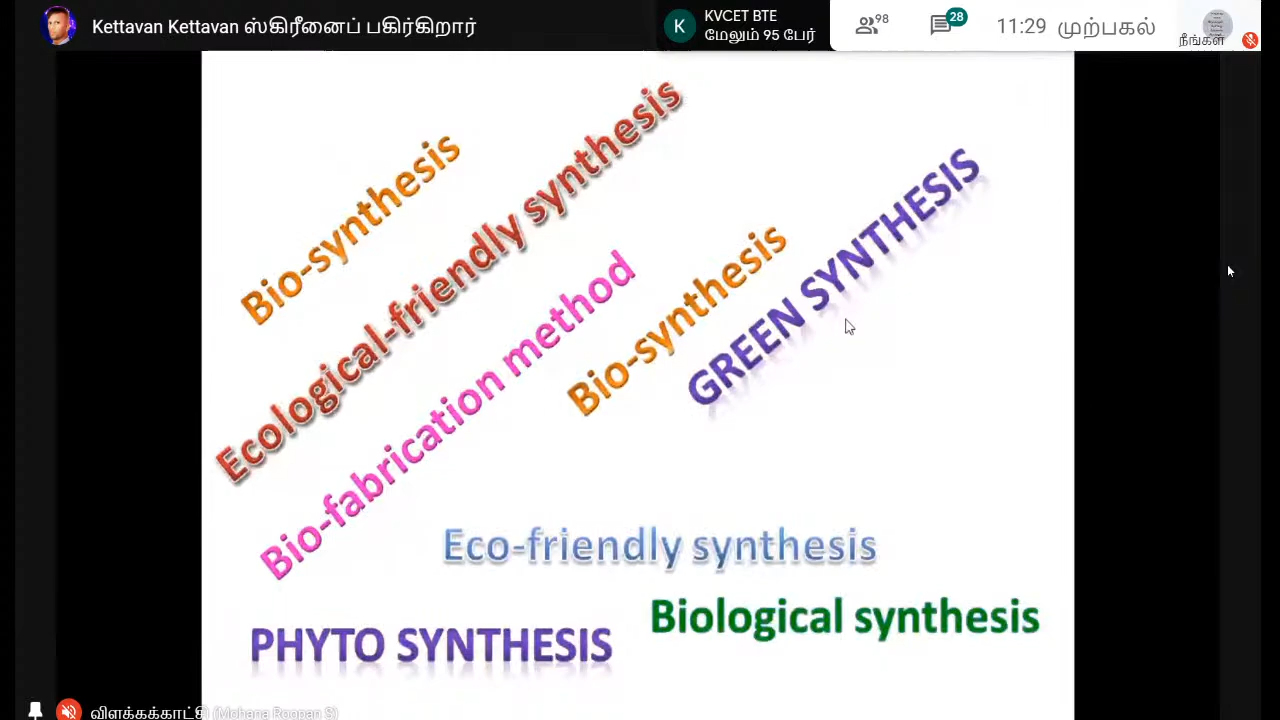 Kettavan Kettavan ஸ்கிரீனைப் பகிர்கிறார்
K
KVCET BTE
மேலும் 95 பேர்
98
28
11:29 முற்பகல்
நீங்கள்
Bio-synthesis
Ecological-friendly synthesis
Bio-fabrication method
Bio-synthesis
GREEN SYNTHESIS
Eco-friendly synthesis
Biological synthesis
PHYTO SYNTHESIS
விளக்கக்காட்சி (Mohana Roopan S)